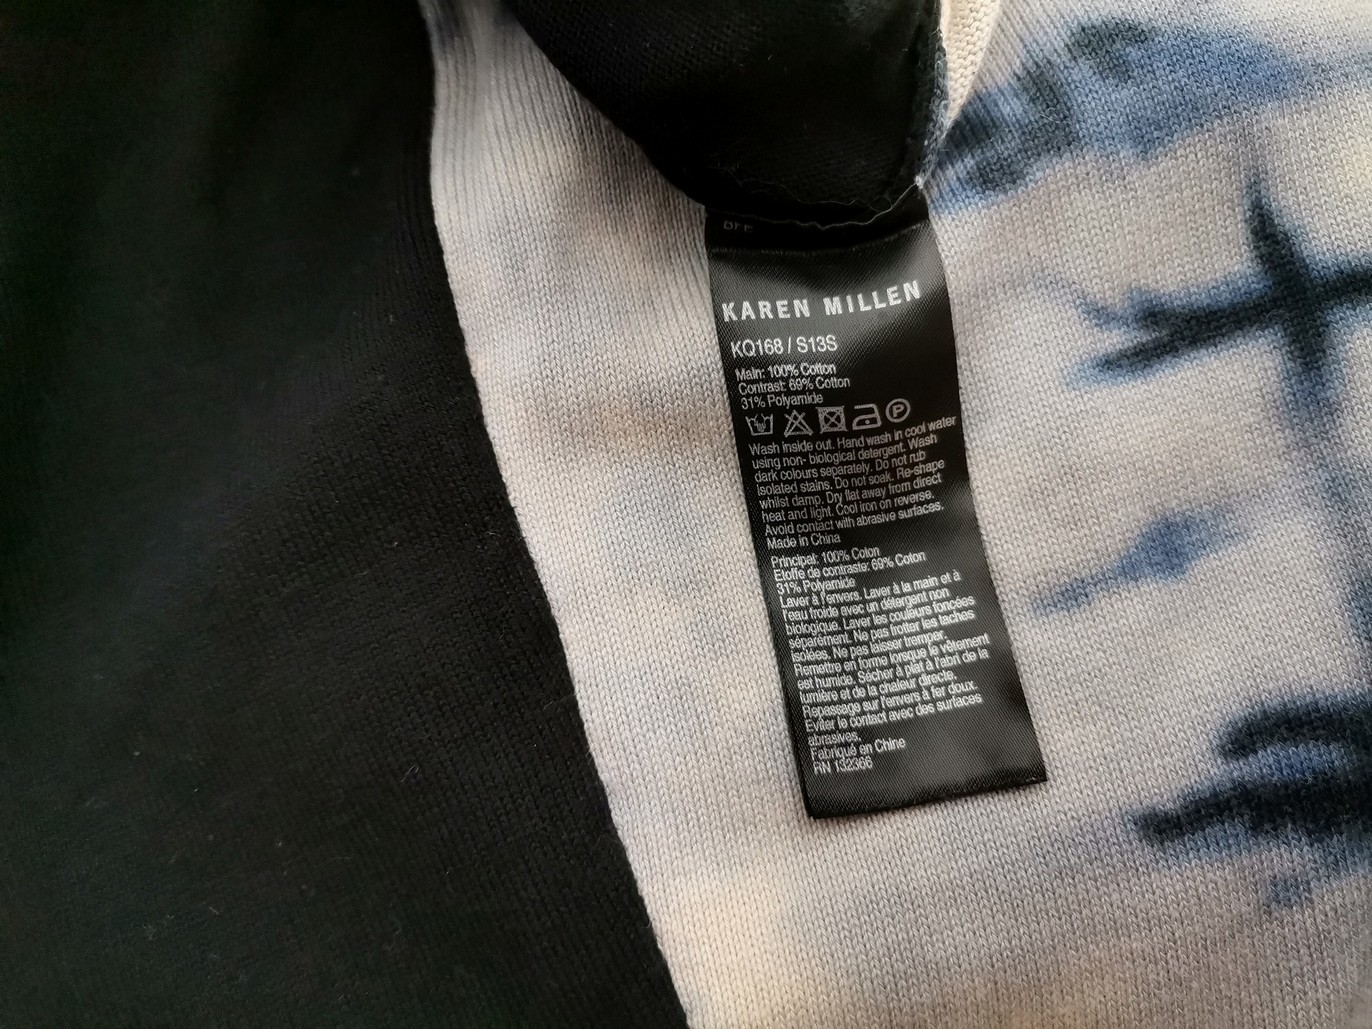 KAREN MILLEN
KQ168 / S13S
Main: 100% Cotton
Contrast: 69% Cotton
31% Polyamide
P
Wash inside out. Hand wash in cool water
using non- biological detergent. Wash
dark colours separately. Do not rub
isolated stains. Do not soak. Re-shape
whilst damp. Dry flat away from direct
heat and light. Cool iron on reverse.
Avoid contact with abrasive surfaces.
Made in China
Principal: 100% Coton
Etoffe de contraste: 69% Coton
31% Polyamide
Laver à l'envers. Laver à la main et à
l'eau froide avec un détergent non
biologique. Laver les couleurs foncées
séparément. Ne pas frotter les taches
isolées. Ne pas laisser tremper.
Remettre en forme lorsque le vêtement
est humide. Sécher à plat à l'abri de la
lumière et de la chaleur directe.
Repassage sur l'envers à fer doux.
Eviter le contact avec des surfaces
abrasives.
Fabriqué en Chine
RN 132366